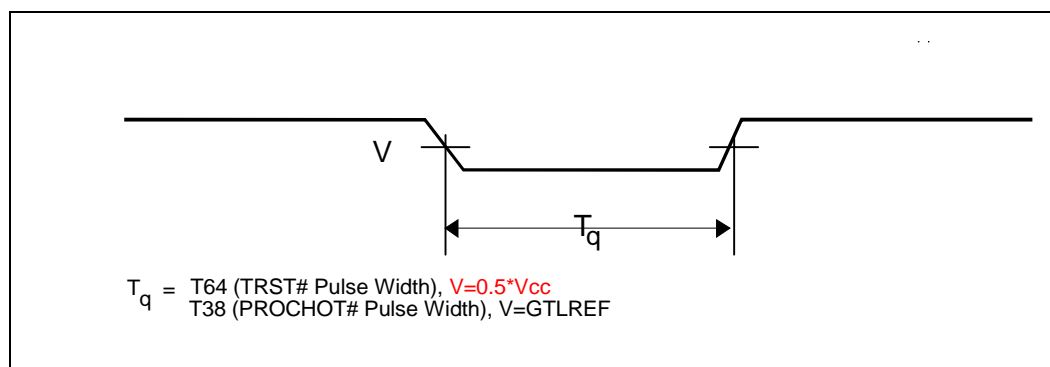 V
Tq
Tq = T64 (TRST# Pulse Width), V=0.5*Vcc
T38 (PROCHOT# Pulse Width), V=GTLREF